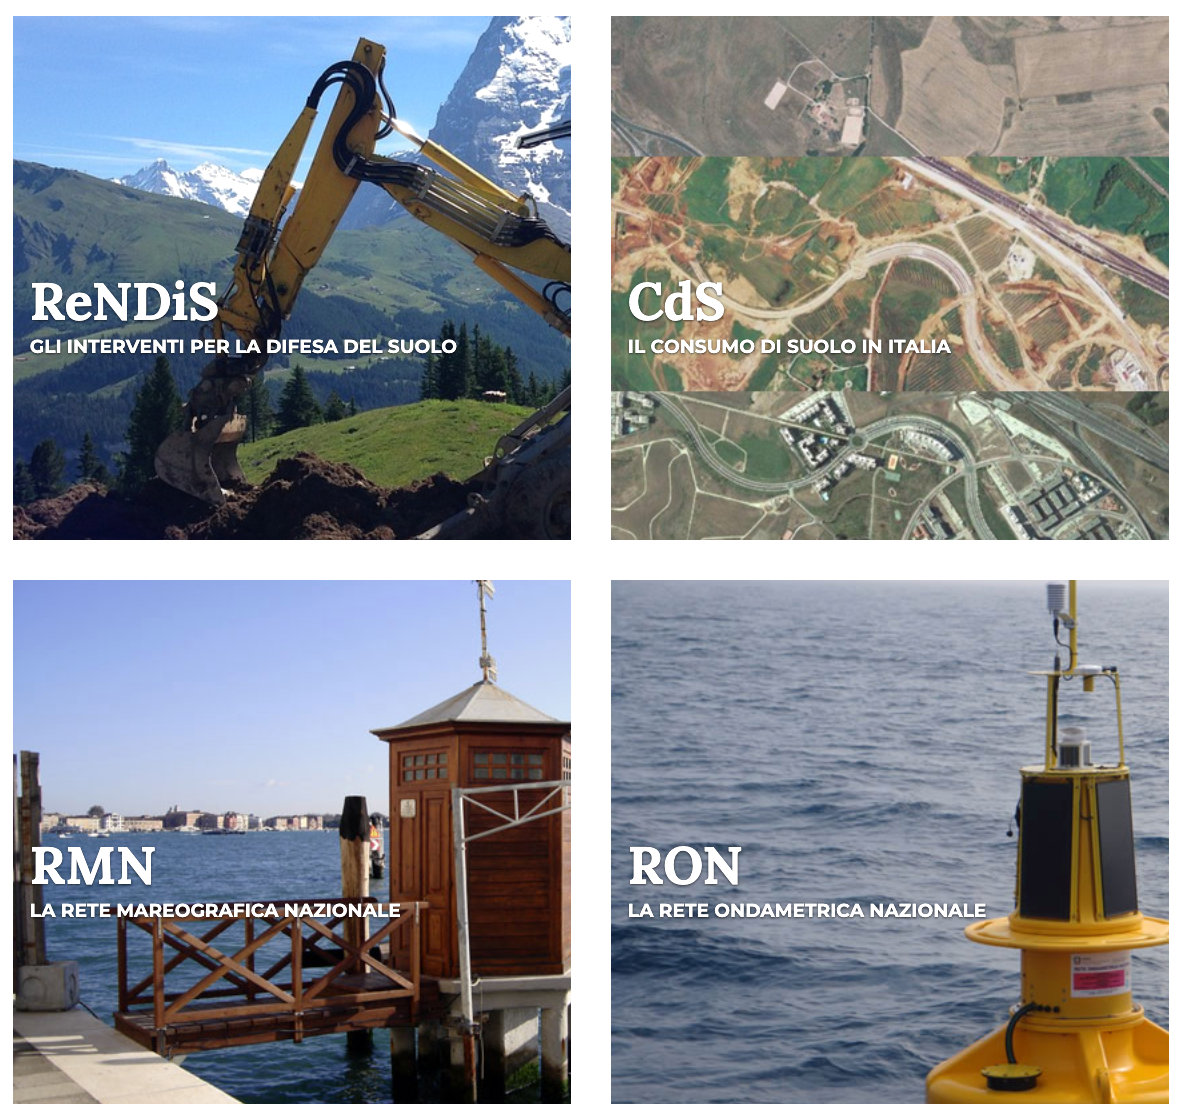 ReNDiS
GLI INTERVENTI PER LA DIFESA DEL SUOLO
CdS
IL CONSUMO DI SUOLO IN ITALIA
RMN
LA RETE MAREOGRAFICA NAZIONALE
RON
LA RETE ONDAMETRICA NAZIONALE